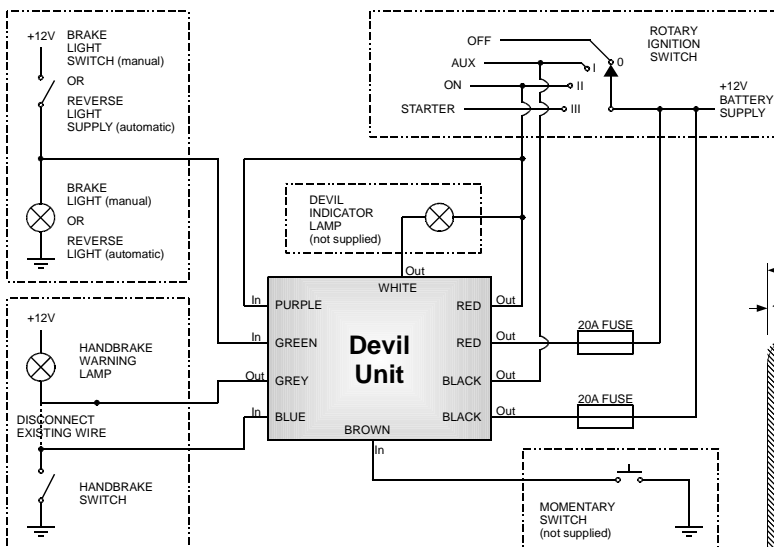 +12V
BRAKE
LIGHT
SWITCH (manual)
OR
REVERSE
LIGHT
SUPPLY (automatic)
BRAKE
LIGHT (manual)
OR
REVERSE
LIGHT (automatic)
OFF
AUX
ON
STARTER
I
0
II
III
ROTARY
IGNITION
SWITCH
+12V
BATTERY
SUPPLY
DEVIL
INDICATOR
LAMP
(not supplied)
+12V
HANDBRAKE
WARNING
LAMP
DISCONNECT
EXISTING WIRE
HANDBRAKE
SWITCH
Out
WHITE
In PURPLE
In GREEN
Out GREY
In BLUE
Devil
Unit
RED Out
RED Out
BLACK Out
BLACK Out
BROWN
In
20A FUSE
20A FUSE
MOMENTARY
SWITCH
(not supplied)